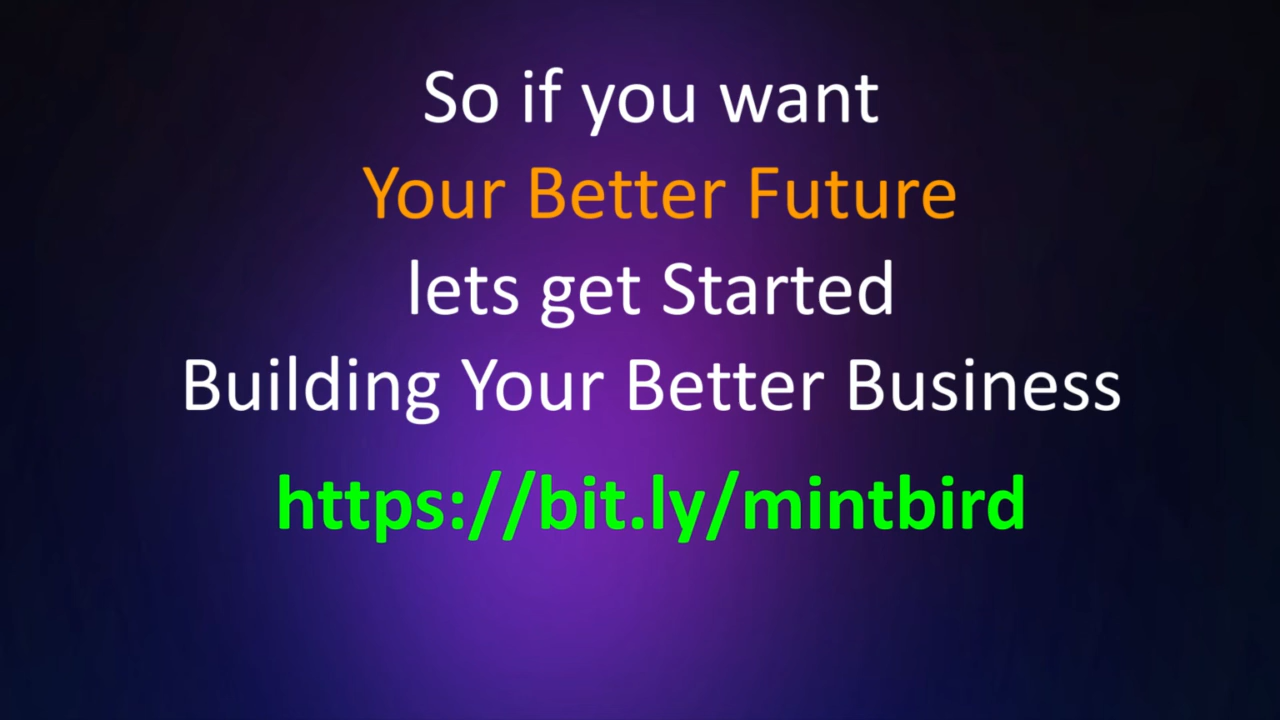 So if you want
Your Better Future
lets get Started
Building Your Better Business
https://bit.ly/mintbird